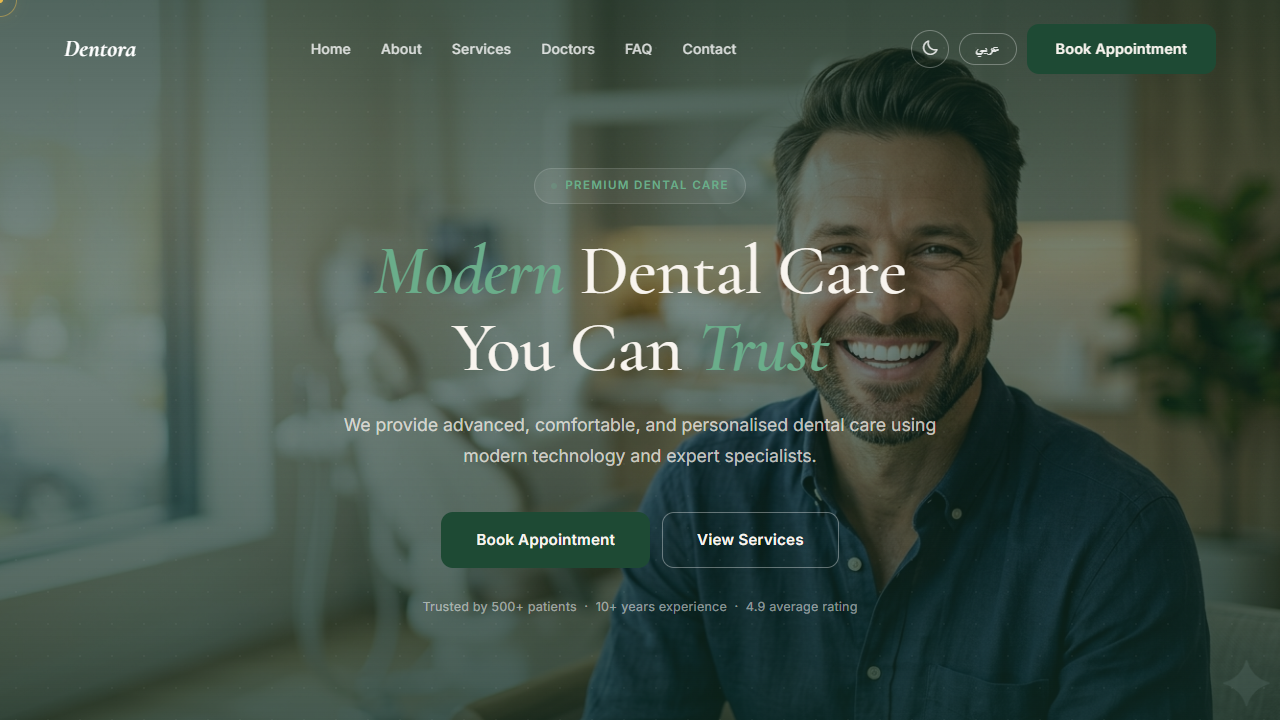 Dentora
Home
About
Services
Doctors
FAQ
Contact
عربي
Book Appointment
PREMIUM DENTAL CARE
Modern Dental Care
You Can Trust
We provide advanced, comfortable, and personalised dental care using
modern technology and expert specialists.
Book Appointment
View Services
Trusted by 500+ patients · 10+ years experience · 4.9 average rating